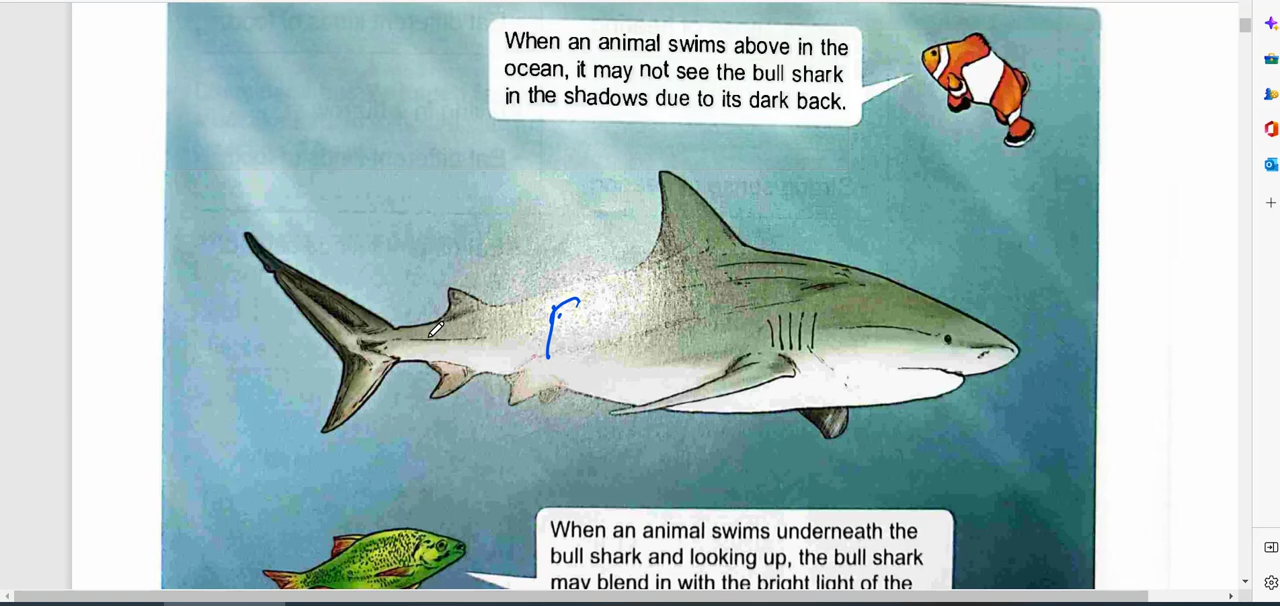 When an animal swims above in the
ocean, it may not see the bull shark
in the shadows due to its dark back.
When an animal swims underneath the
bull shark and looking up, the bull shark
may blend in with the bright light of the